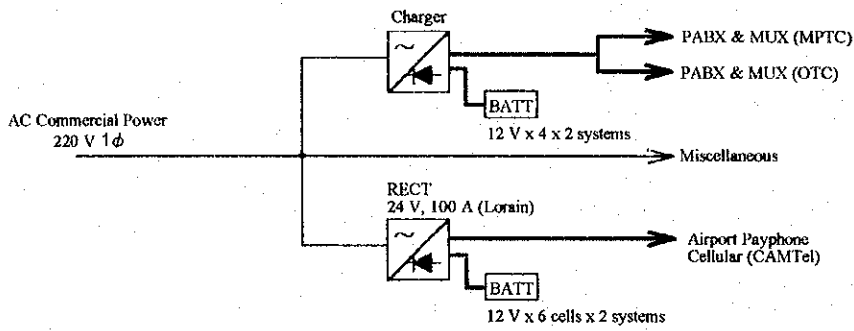 Charger
PABX & MUX (MPTC)
PABX & MUX (OTC)
BATT
12 V x 4 x 2 systems
AC Commercial Power
220 V 1ϕ
Miscellaneous
RECT
24 V, 100 A (Lorain)
Airport Payphone
Cellular (CAMTel)
BATT
12 V x 6 cells x 2 systems